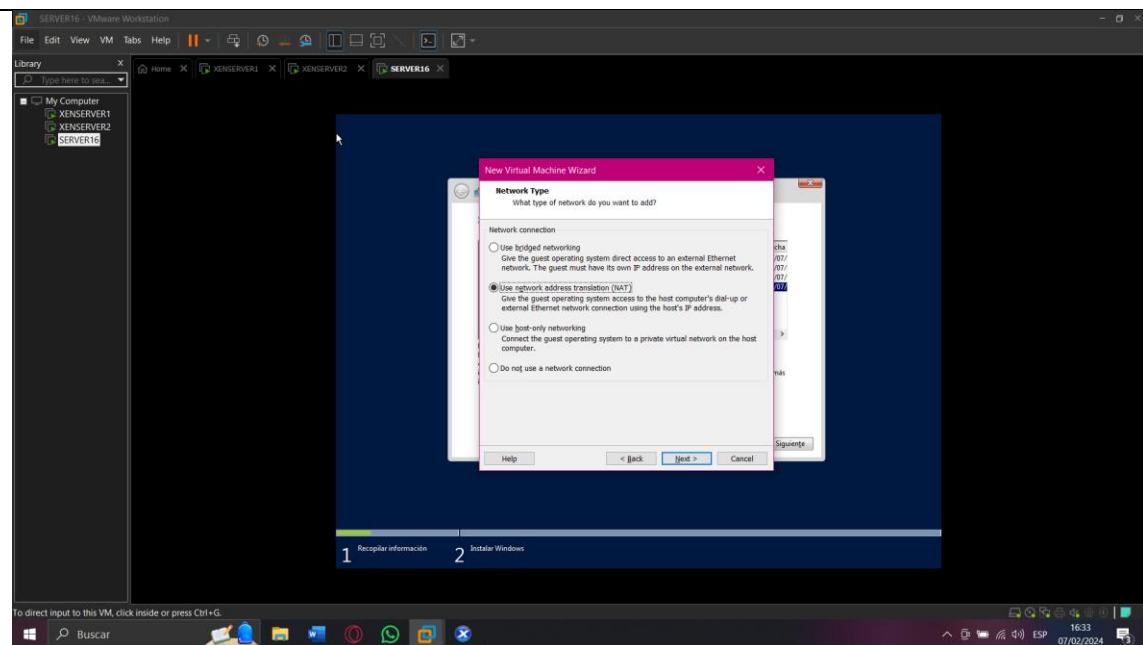 SERVER16 - VMware Workstation
File Edit View VM Tabs Help
Library X
Type here to sea...
Home X XENSERVER1 X XENSERVER2 X SERVER16 X
My Computer
XENSERVER1
XENSERVER2
SERVER16
New Virtual Machine Wizard
Network Type
What type of network do you want to add?
Network connection
Use bridged networking
Give the guest operating system direct access to an external Ethernet
network. The guest must have its own IP address on the external network.
Use network address translation (NAT)
Give the guest operating system access to the host computer's dial-up or
external Ethernet network connection using the host's IP address.
Use host-only networking
Connect the guest operating system to a private virtual network on the host
computer.
Do not use a network connection
cha
/07/
/07/
/07/
/07/
más
Siguiente
Help < Back Next > Cancel
1 Recopilar información 2 Instalar Windows
To direct input to this VM, click inside or press Ctrl+G.
Buscar
ESP
16:33
07/02/2024